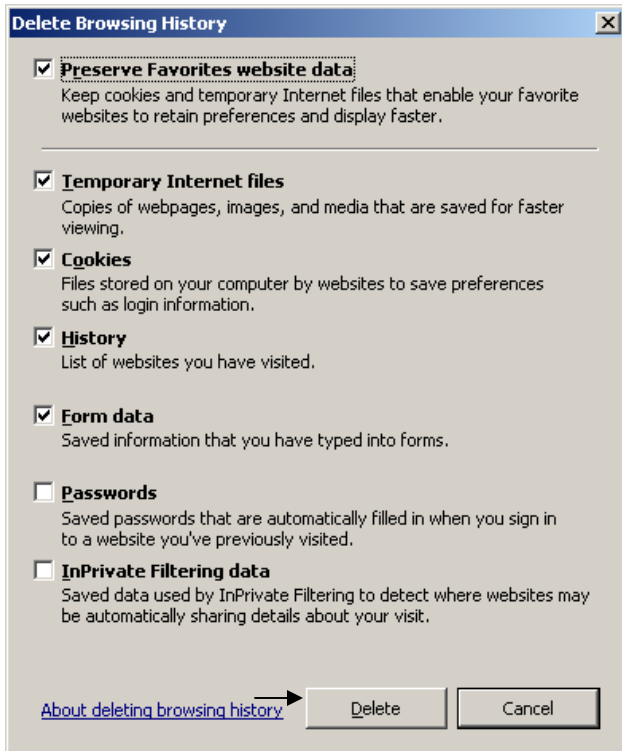 Delete Browsing History
Preserve Favorites website data
Keep cookies and temporary Internet files that enable your favorite
websites to retain preferences and display faster.
Temporary Internet files
Copies of webpages, images, and media that are saved for faster
viewing.
Cookies
Files stored on your computer by websites to save preferences
such as login information.
History
List of websites you have visited.
Form data
Saved information that you have typed into forms.
Passwords
Saved passwords that are automatically filled in when you sign in
to a website you've previously visited.
InPrivate Filtering data
Saved data used by InPrivate Filtering to detect where websites may
be automatically sharing details about your visit.
About deleting browsing history Delete Cancel